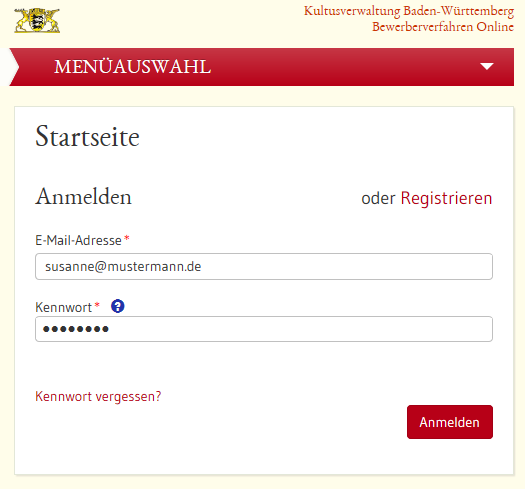 Kultusverwaltung Baden-Württemberg
Bewerberverfahren Online
MENÜAUSWAHL
Startseite
Anmelden oder Registrieren
E-Mail-Adresse *
susanne@mustermann.de
Kennwort * ?
●●●●●●●●
Kennwort vergessen?
Anmelden